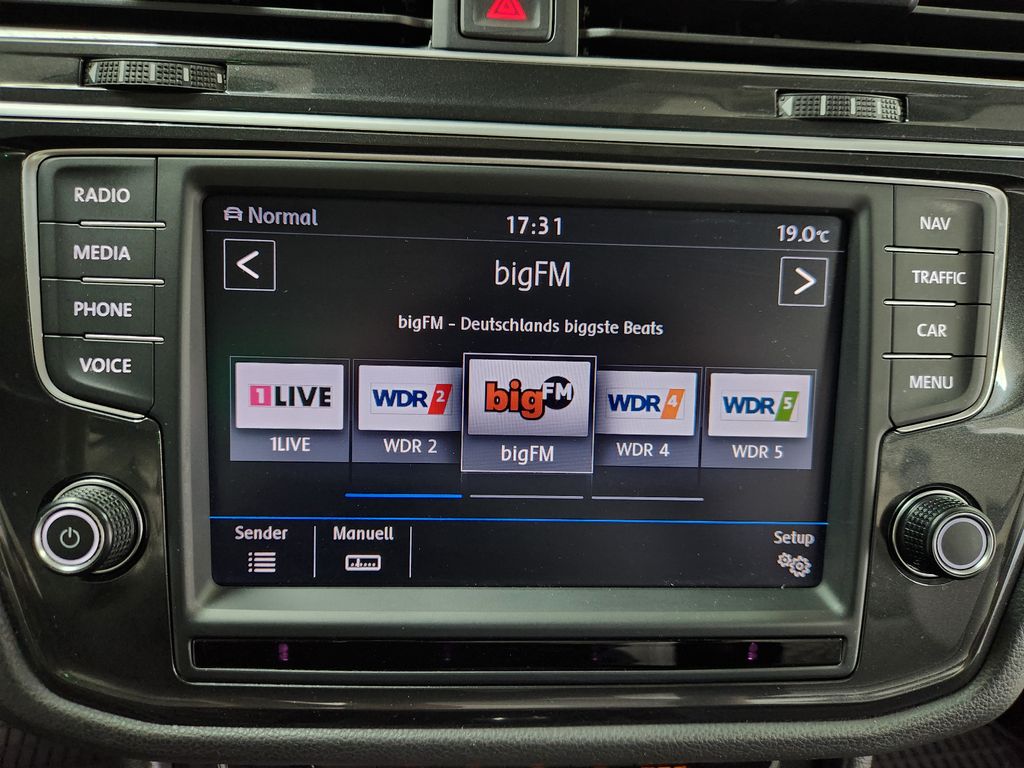 RADIO
MEDIA
PHONE
VOICE
Normal
17:31
19.0°C
<
bigFM
>
bigFM - Deutschlands biggste Beats
1LIVE
WDR 2
bigFM
WDR 4
WDR 5
1LIVE
WDR 2
bigFM
WDR 4
WDR 5
Sender
Manuell
Setup
NAV
TRAFFIC
CAR
MENU